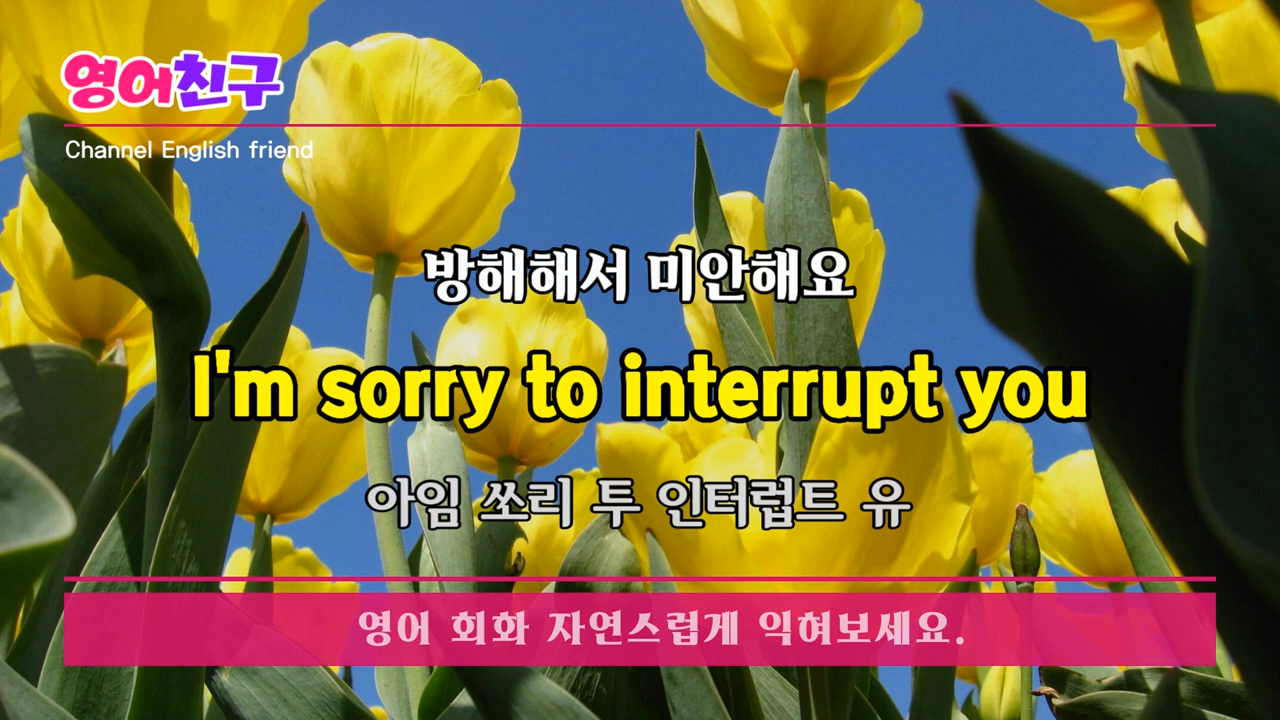 영어친구
Channel English friend
방해해서 미안해요
I'm sorry to interrupt you
아임 쏘리 투 인터럽트 유
영어 회화 자연스럽게 익혀보세요.